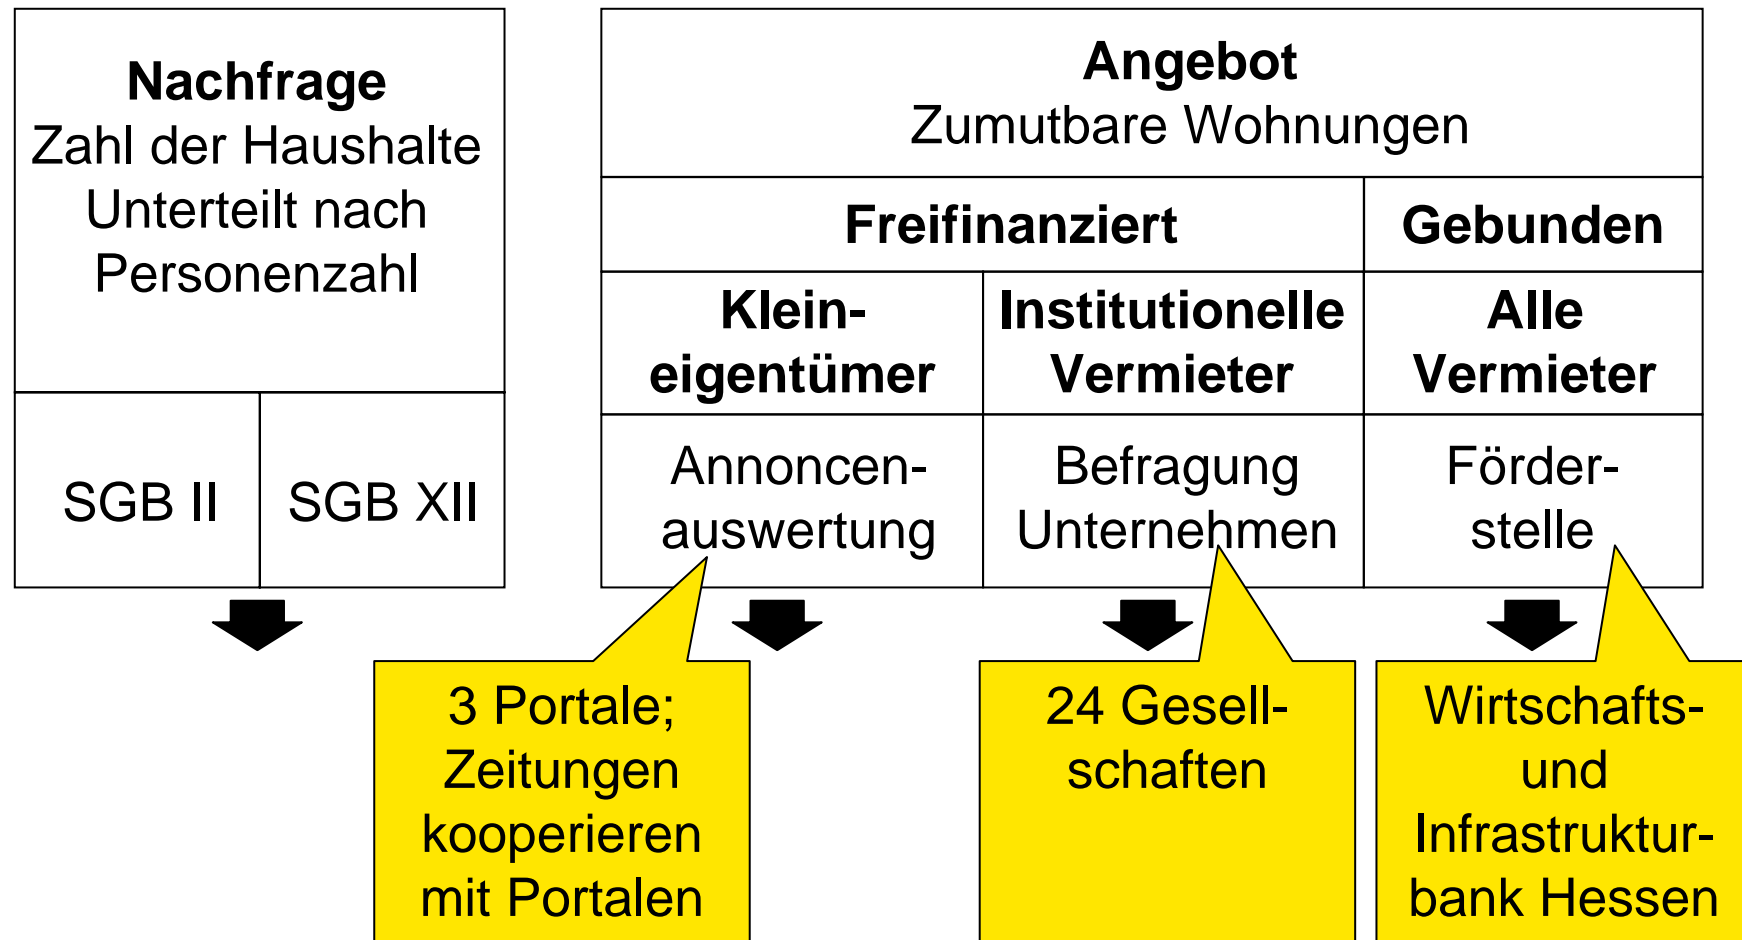 Nachfrage
Zahl der Haushalte
Unterteilt nach
Personenzahl
SGB II
SGB XII
Angebot
Zumutbare Wohnungen
Freifinanziert
Gebunden
Klein-
eigentümer
Institutionelle
Vermieter
Alle
Vermieter
Annoncen-
auswertung
Befragung
Unternehmen
Förder-
stelle
3 Portale;
Zeitungen
kooperieren
mit Portalen
24 Gesell-
schaften
Wirtschafts-
und
Infrastruktur-
bank Hessen